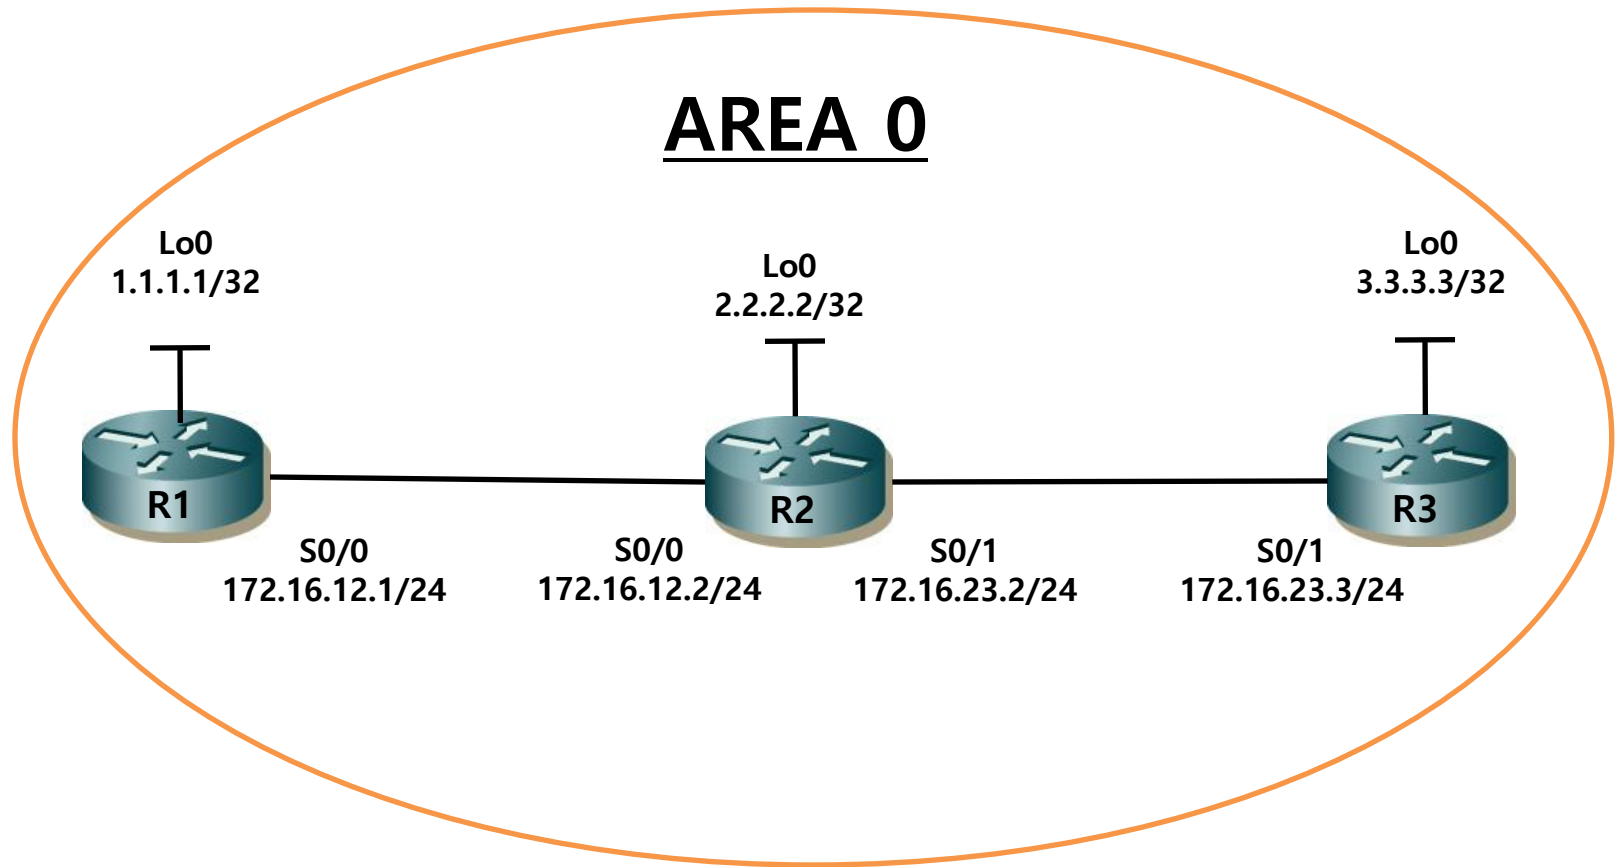 AREA 0
Lo0
1.1.1.1/32
Lo0
2.2.2.2/32
Lo0
3.3.3.3/32
R1
R2
R3
S0/0
172.16.12.1/24
S0/0
172.16.12.2/24
S0/1
172.16.23.2/24
S0/1
172.16.23.3/24